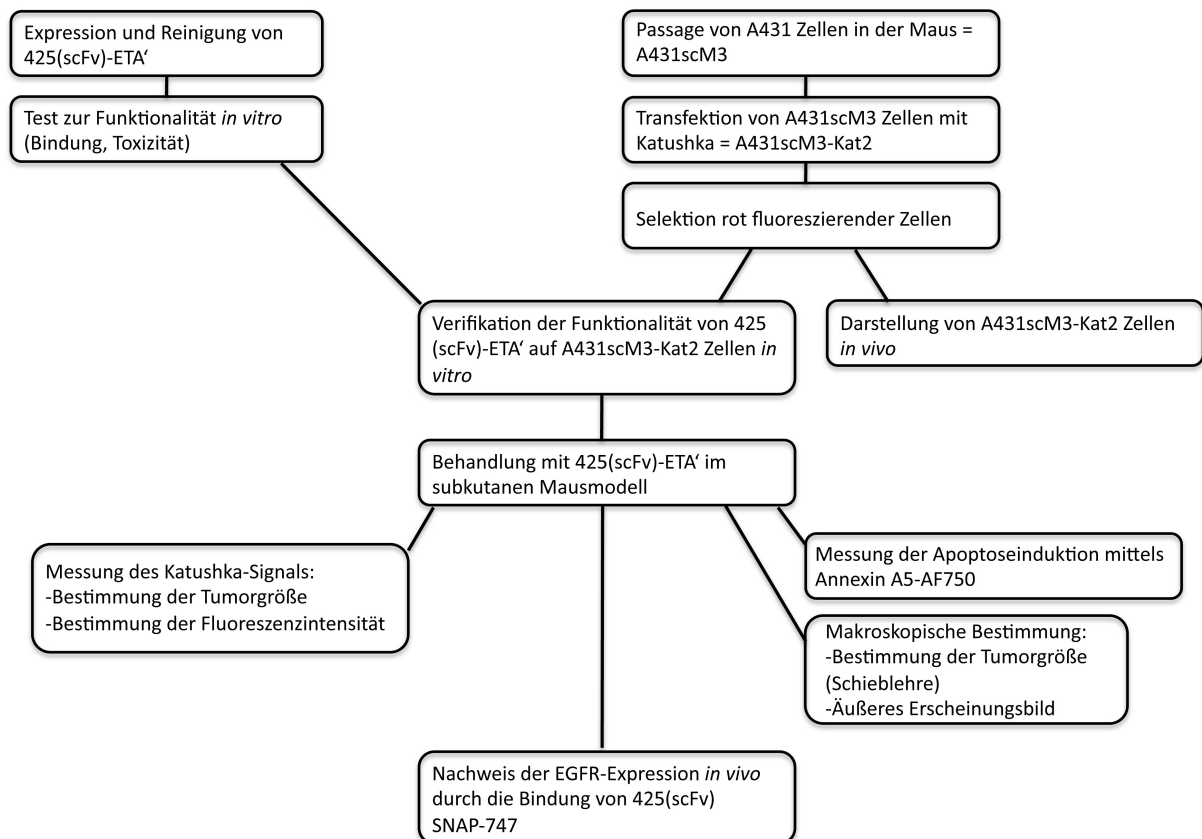 Expression und Reinigung von
425(scFv)-ETA‘
Test zur Funktionalität in vitro
(Bindung, Toxizität)
Passage von A431 Zellen in der Maus =
A431scM3
Transfektion von A431scM3 Zellen mit
Katushka = A431scM3-Kat2
Selektion rot fluoreszierender Zellen
Verifikation der Funktionalität von 425
(scFv)-ETA‘ auf A431scM3-Kat2 Zellen in
vitro
Darstellung von A431scM3-Kat2 Zellen
in vivo
Behandlung mit 425(scFv)-ETA‘ im
subkutanen Mausmodell
Messung des Katushka-Signals:
-Bestimmung der Tumorgröße
-Bestimmung der Fluoreszenzintensität
Messung der Apoptoseinduktion mittels
Annexin A5-AF750
Makroskopische Bestimmung:
-Bestimmung der Tumorgröße
(Schieblehre)
-Äußeres Erscheinungsbild
Nachweis der EGFR-Expression in vivo
durch die Bindung von 425(scFv)
SNAP-747